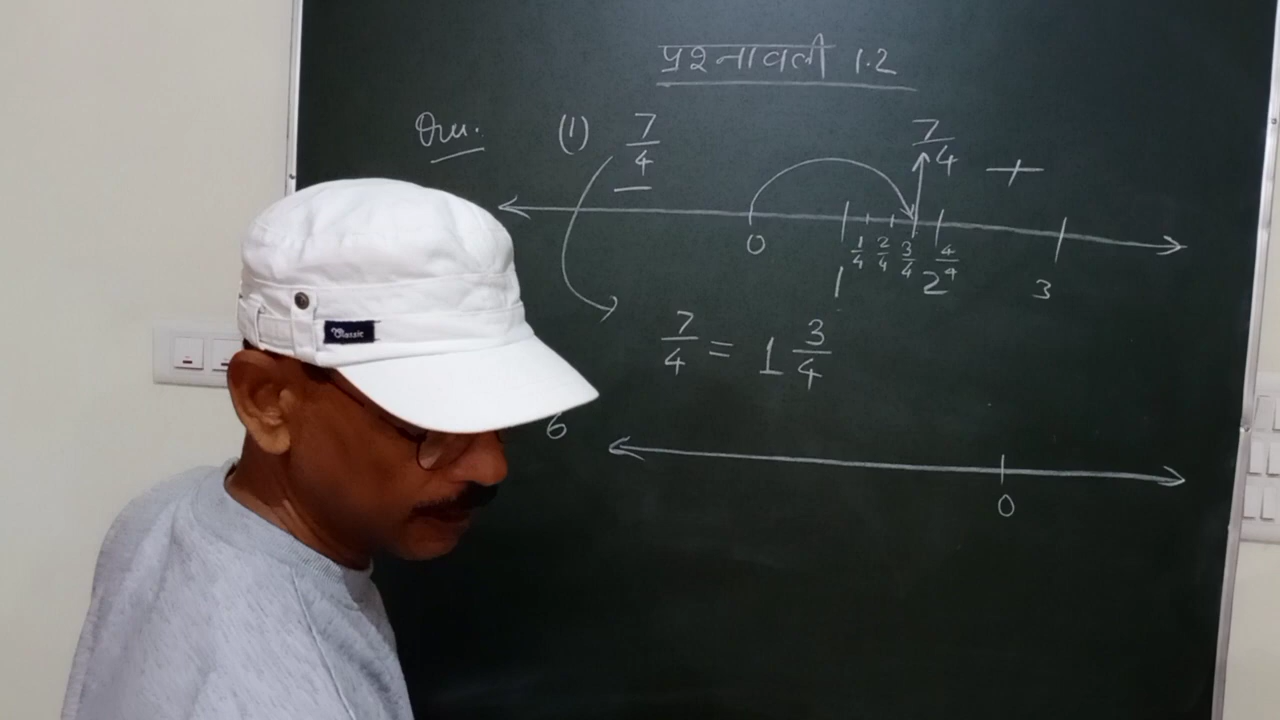 प्रश्नावली 1.2
Qu. (1) 7/4 7/4 +
0 1/4 2/4 3/4 4/4
1 2 3
7/4 = 1 3/4
Classic
6
0